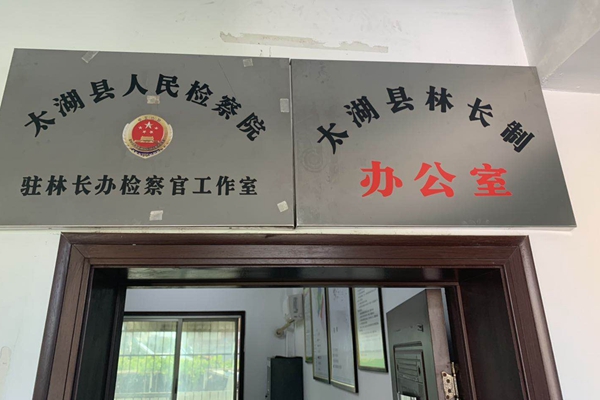 太湖县人民检察院
驻林长办检察官工作室
太湖县林长制
办公室